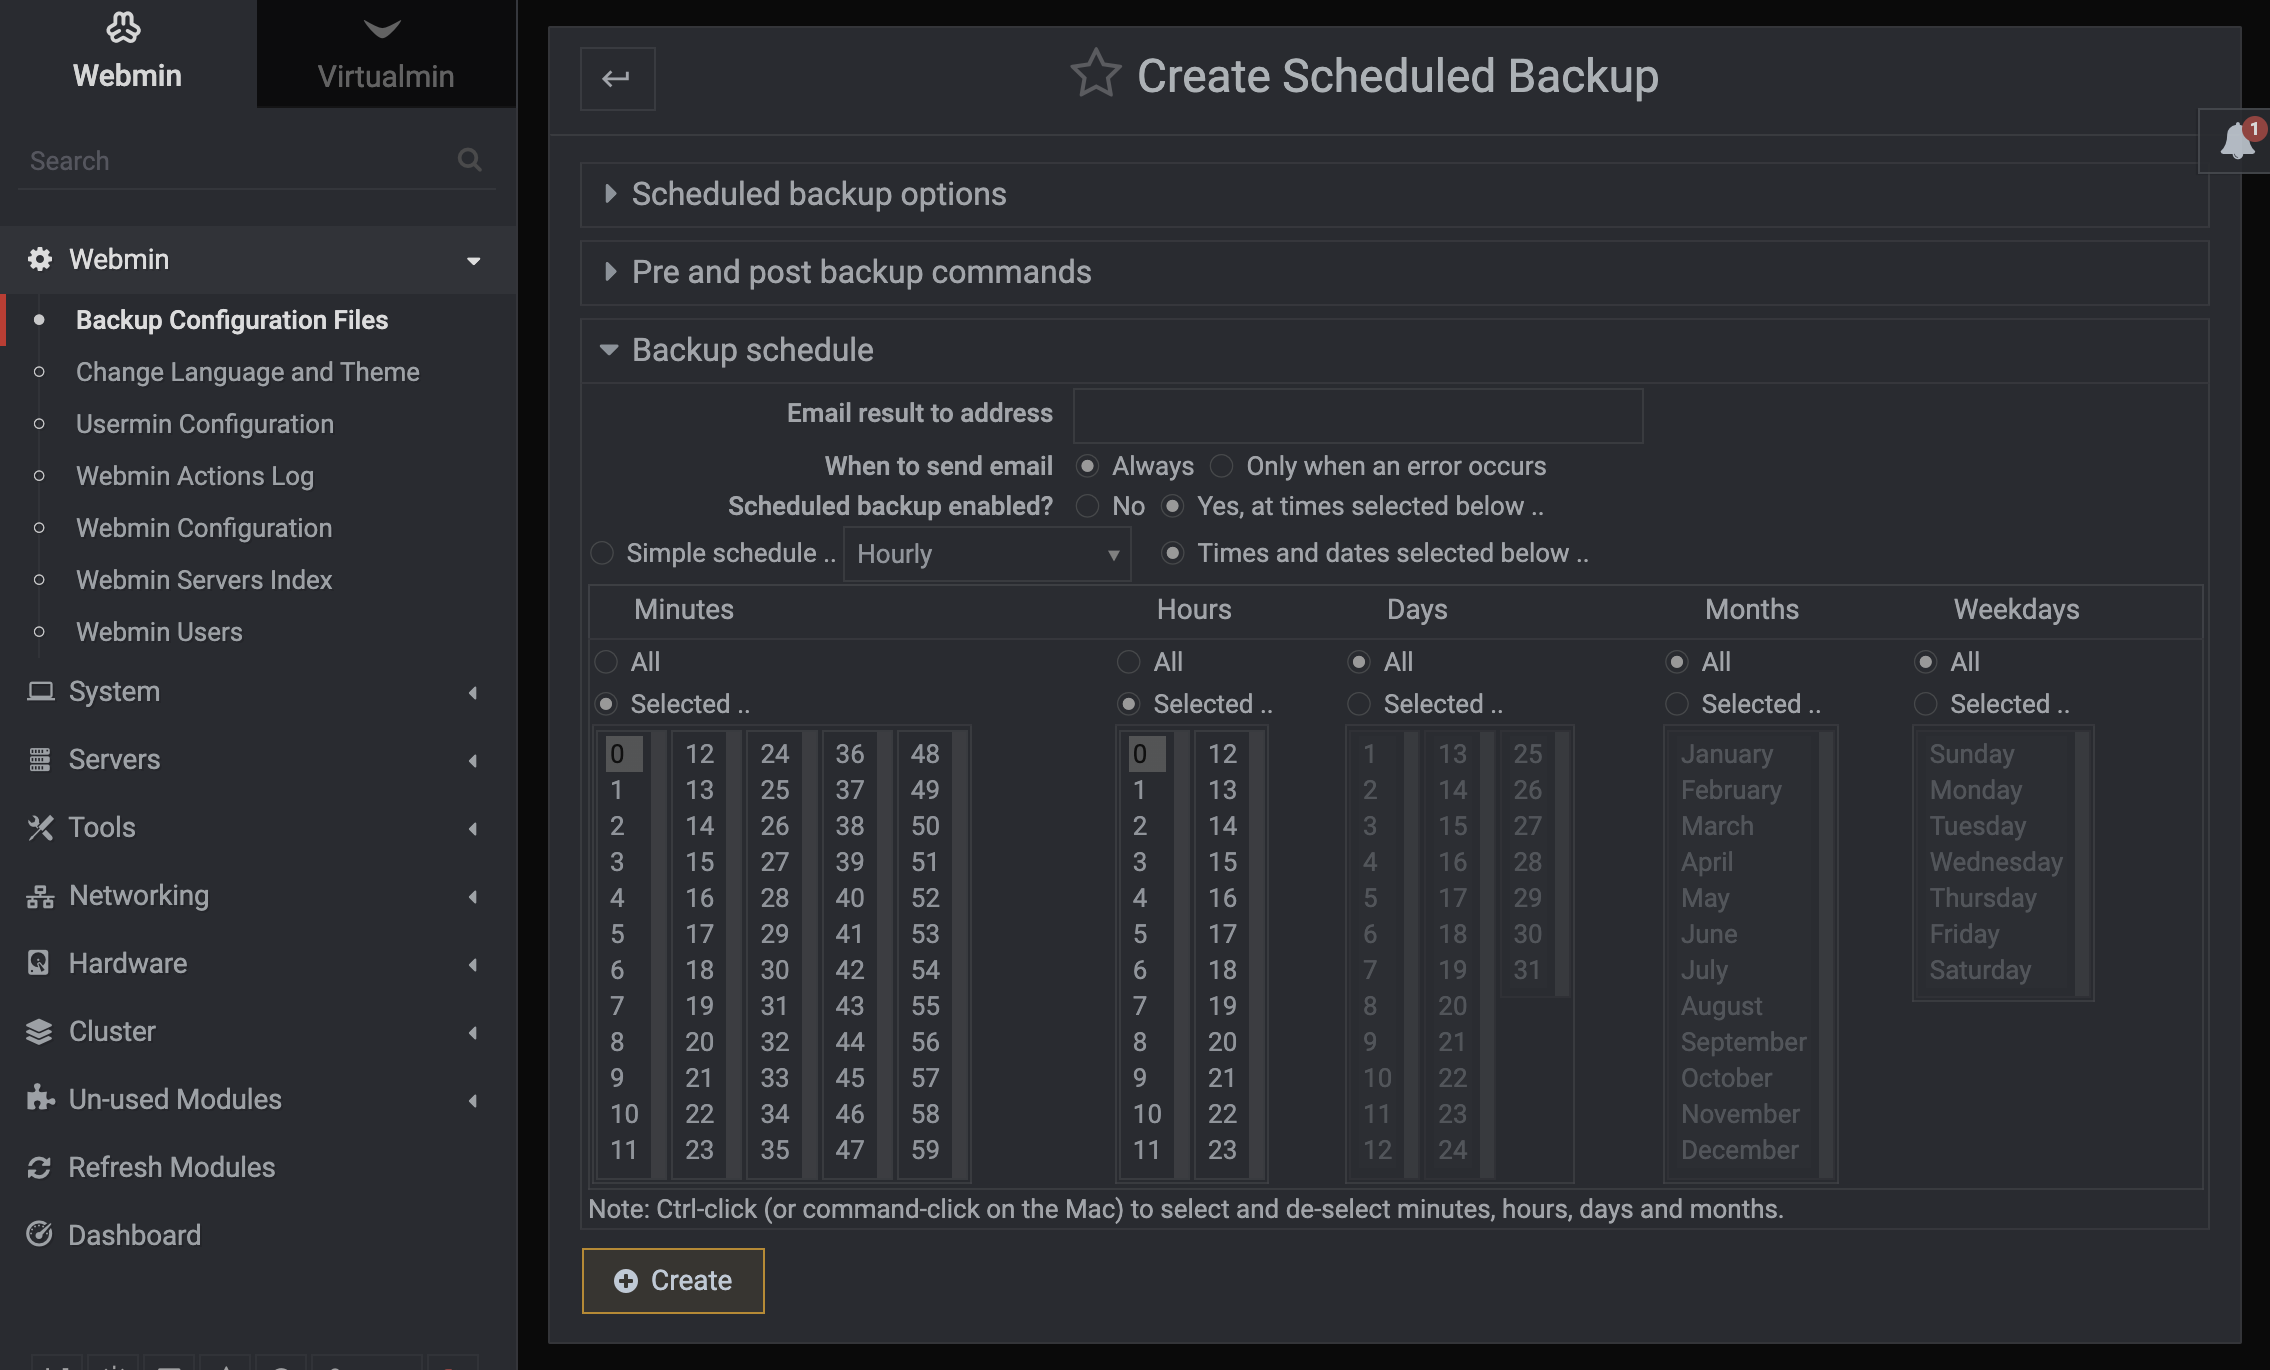 Webmin
Virtualmin
Search
Webmin
Backup Configuration Files
Change Language and Theme
Usermin Configuration
Webmin Actions Log
Webmin Configuration
Webmin Servers Index
Webmin Users
System
Servers
Tools
Networking
Hardware
Cluster
Un-used Modules
Refresh Modules
Dashboard
Create Scheduled Backup
1
Scheduled backup options
Pre and post backup commands
Backup schedule
Email result to address
When to send email Always Only when an error occurs
Scheduled backup enabled? No Yes, at times selected below ..
Simple schedule .. Hourly Times and dates selected below ..
Minutes Hours Days Months Weekdays
All All All All All
Selected .. Selected .. Selected .. Selected .. Selected ..
0 12 24 36 48 0 12 1 13 25 January Sunday
1 13 25 37 49 1 13 2 14 26 February Monday
2 14 26 38 50 2 14 3 15 27 March Tuesday
3 15 27 39 51 3 15 4 16 28 April Wednesday
4 16 28 40 52 4 16 5 17 29 May Thursday
5 17 29 41 53 5 17 6 18 30 June Friday
6 18 30 42 54 6 18 7 19 31 July Saturday
7 19 31 43 55 7 19 8 20 August
8 20 32 44 56 8 20 9 21 September
9 21 33 45 57 9 21 10 22 October
10 22 34 46 58 10 22 11 23 November
11 23 35 47 59 11 23 12 24 December
Note: Ctrl-click (or command-click on the Mac) to select and de-select minutes, hours, days and months.
Create